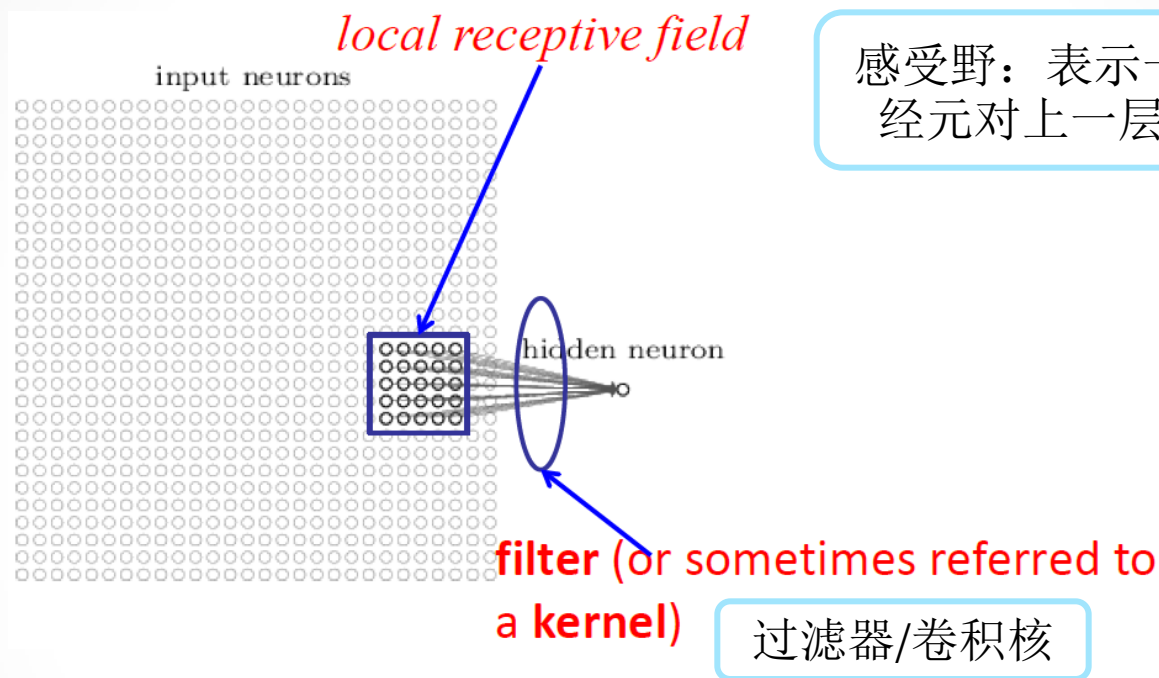 local receptive field
input neurons
感受野：表示一
经元对上一层
hidden neuron
filter (or sometimes referred to
a kernel)
过滤器/卷积核